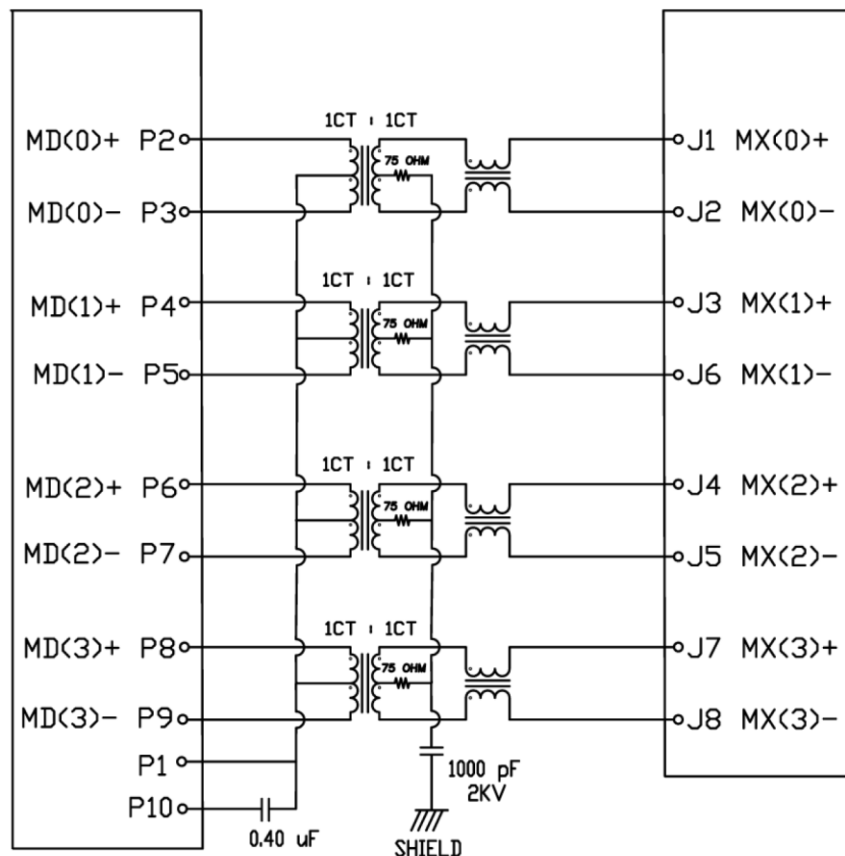 1CT : 1CT
MD(0)+ P2
75 OHM
J1 MX(0)+
MD(0)- P3
J2 MX(0)-
1CT : 1CT
MD(1)+ P4
75 OHM
J3 MX(1)+
MD(1)- P5
J6 MX(1)-
1CT : 1CT
MD(2)+ P6
75 OHM
J4 MX(2)+
MD(2)- P7
J5 MX(2)-
1CT : 1CT
MD(3)+ P8
75 OHM
J7 MX(3)+
MD(3)- P9
J8 MX(3)-
P1
1000 pF
2KV
P10
0.40 uF
SHIELD